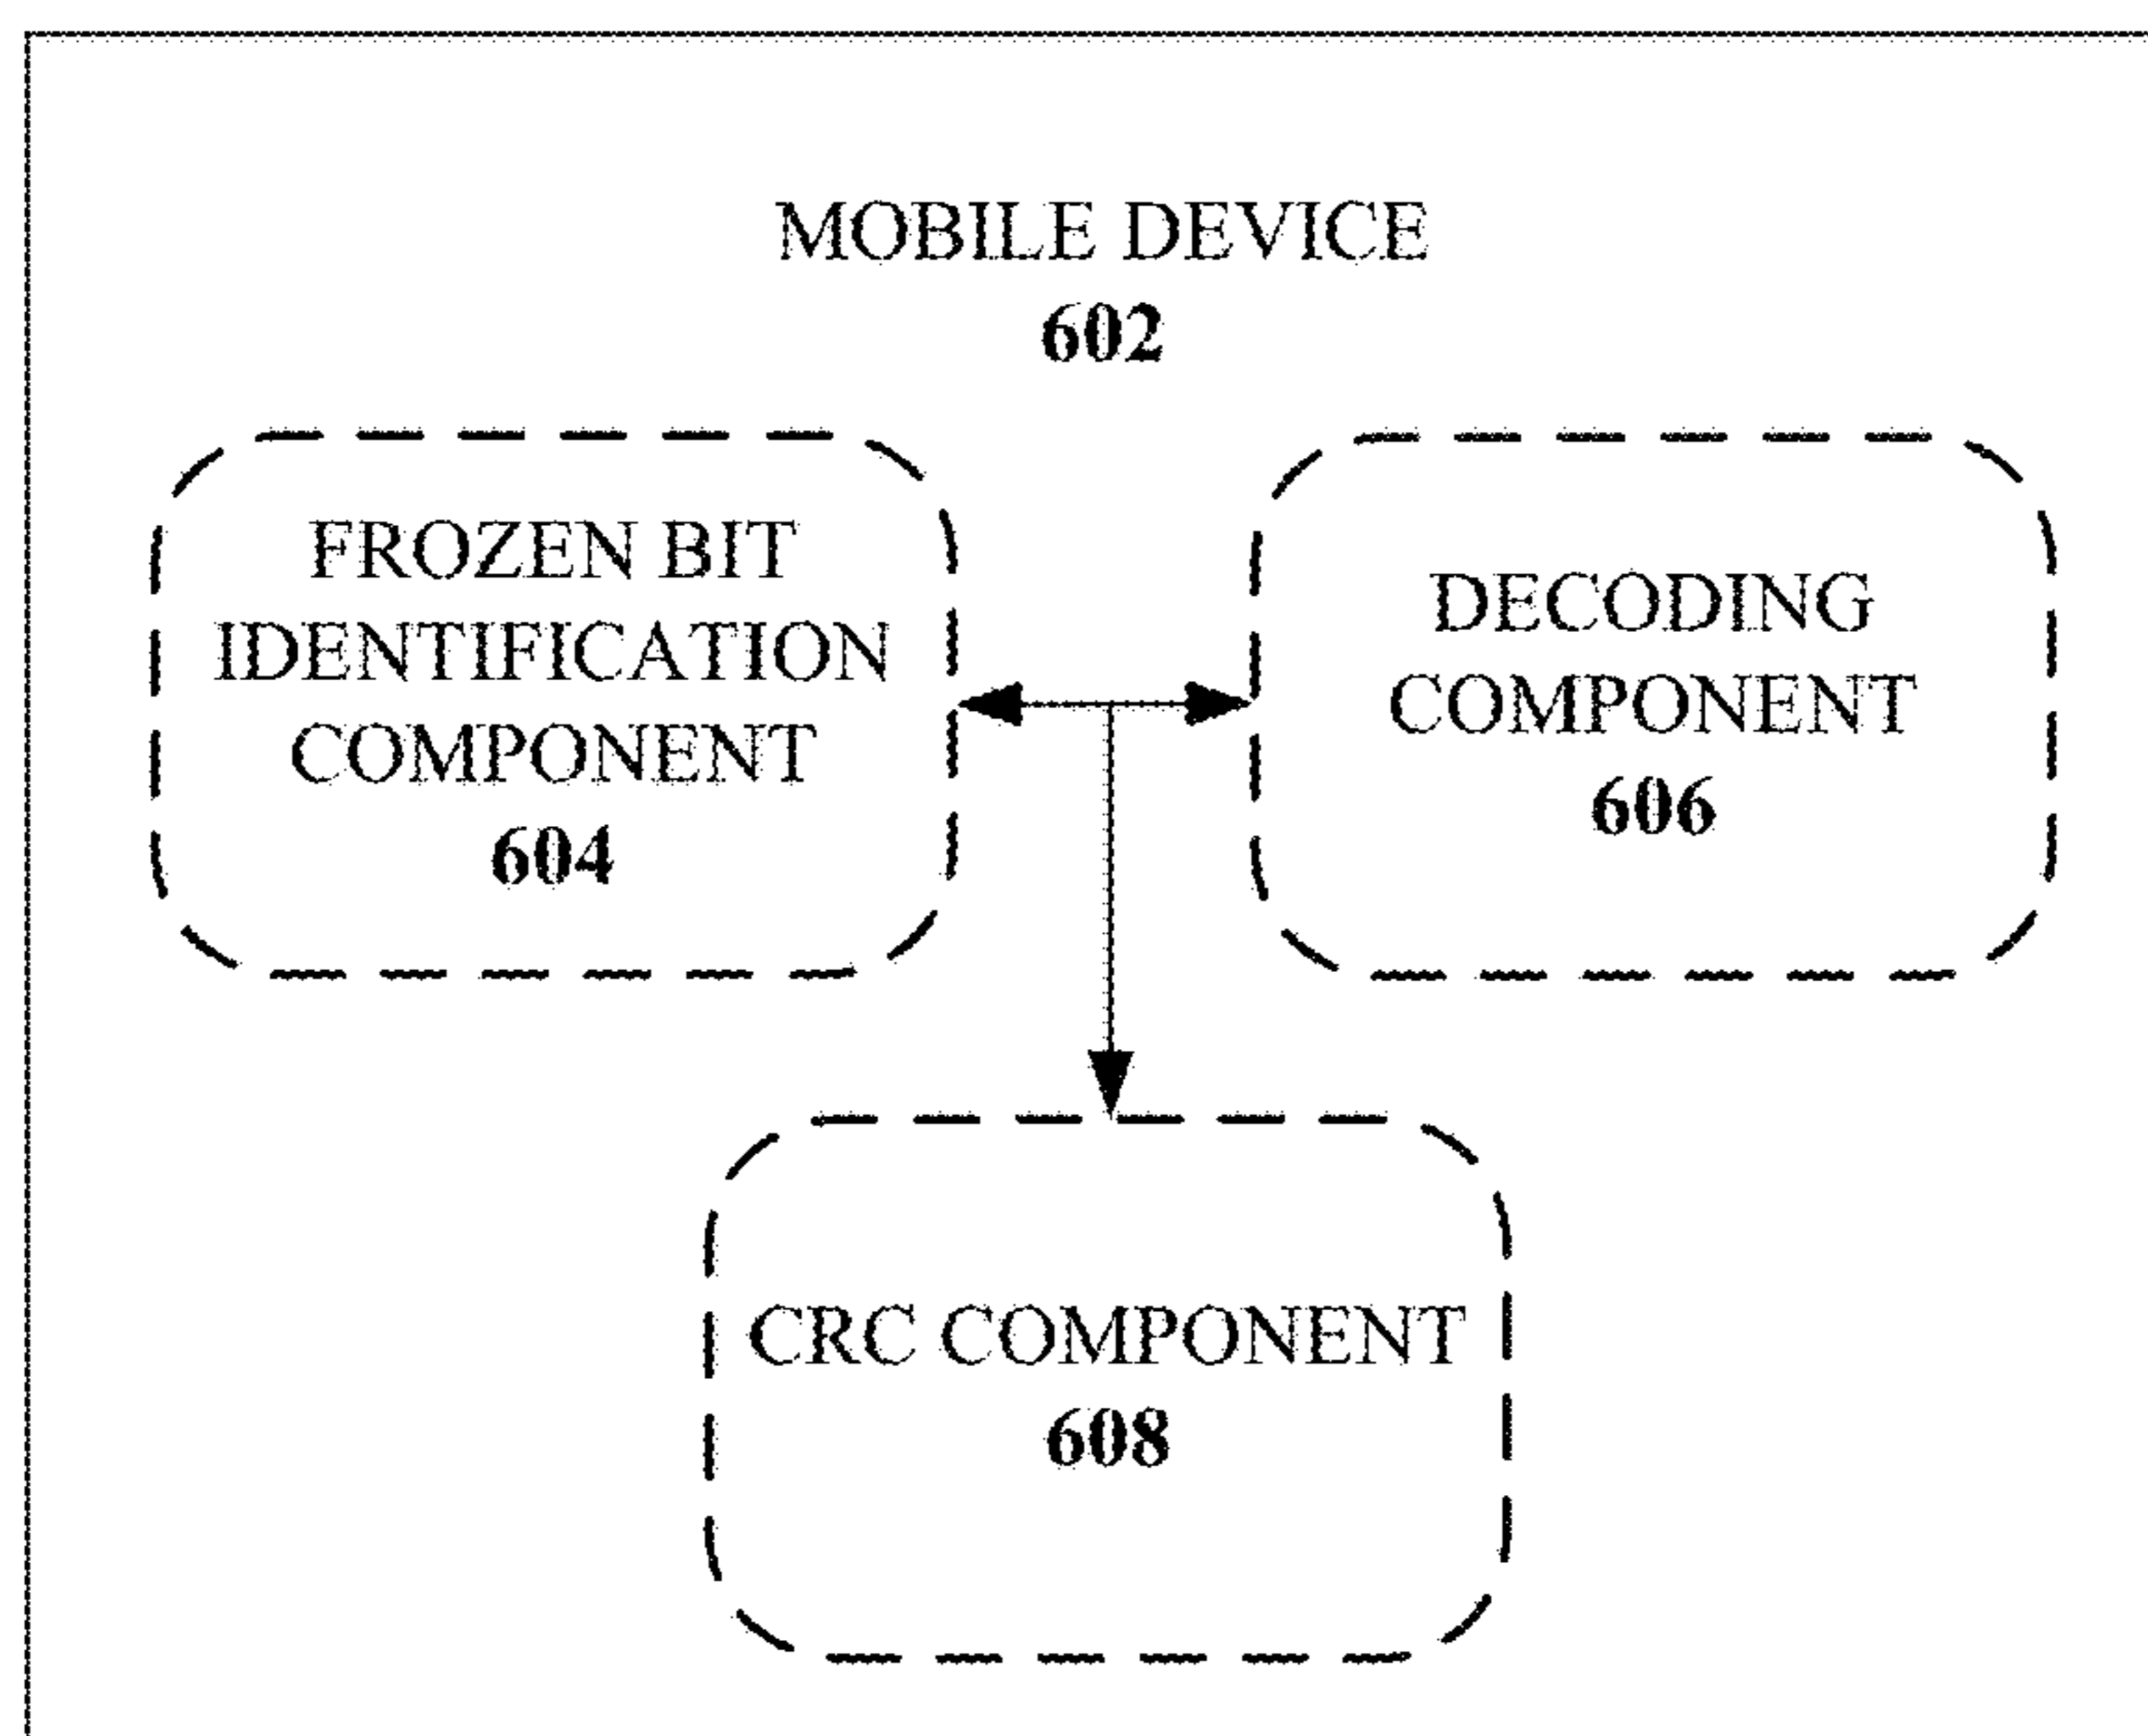 MOBILE DEVICE
602
FROZEN BIT
IDENTIFICATION
COMPONENT
604
DECODING
COMPONENT
606
CRC COMPONENT
608